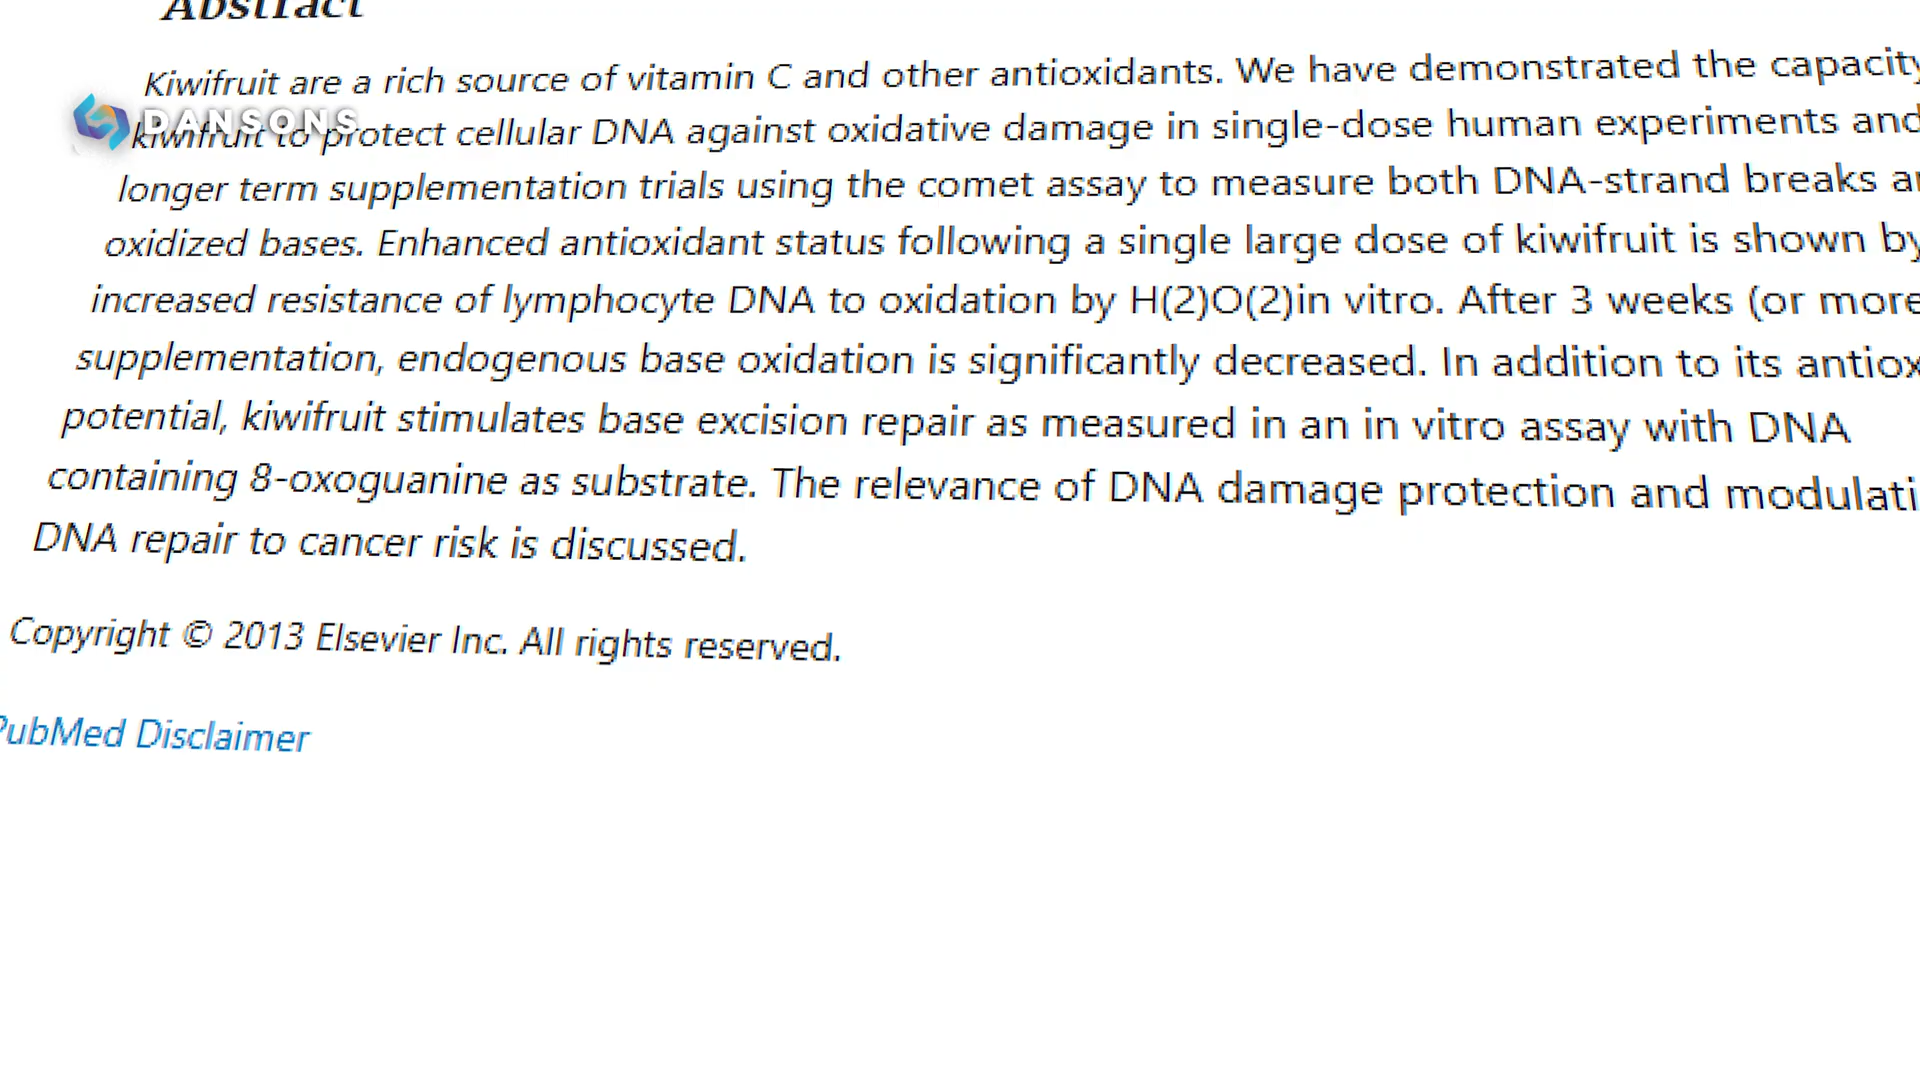 Abstract
Kiwifruit are a rich source of vitamin C and other antioxidants. We have demonstrated the capacity
DANSONS
kiwifruit to protect cellular DNA against oxidative damage in single-dose human experiments and
longer term supplementation trials using the comet assay to measure both DNA-strand breaks
oxidized bases. Enhanced antioxidant status following a single large dose of kiwifruit is shown by
increased resistance of lymphocyte DNA to oxidation by H(2)O(2)in vitro. After 3 weeks (or more
supplementation, endogenous base oxidation is significantly decreased. In addition to its antiox
potential, kiwifruit stimulates base excision repair as measured in an in vitro assay with DNA
containing 8-oxoguanine as substrate. The relevance of DNA damage protection and modulati
DNA repair to cancer risk is discussed.
Copyright © 2013 Elsevier Inc. All rights reserved.
PubMed Disclaimer